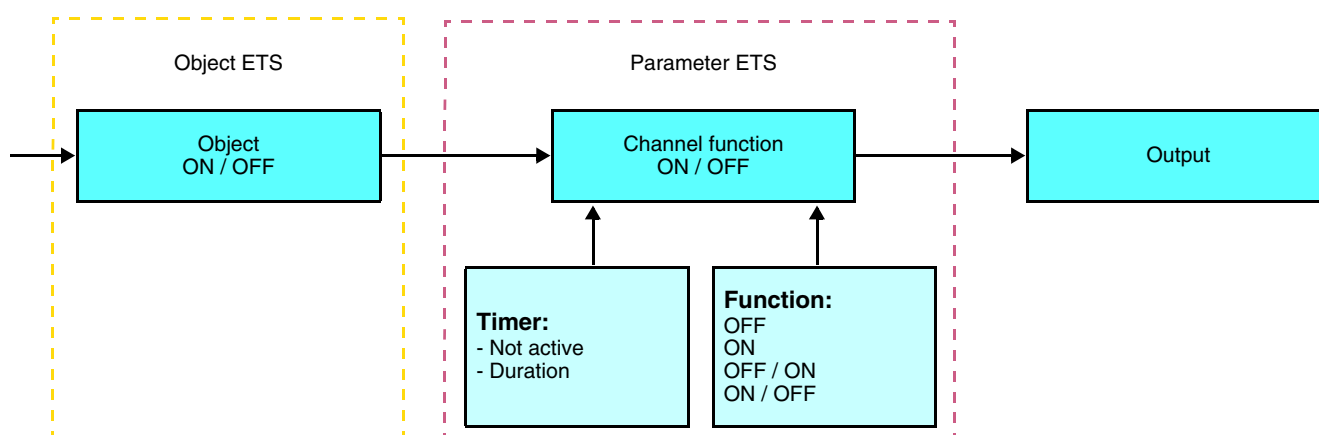 Object ETS
Parameter ETS
Object
ON / OFF
Channel function
ON / OFF
Output
Timer:
- Not active
- Duration
Function:
OFF
ON
OFF / ON
ON / OFF